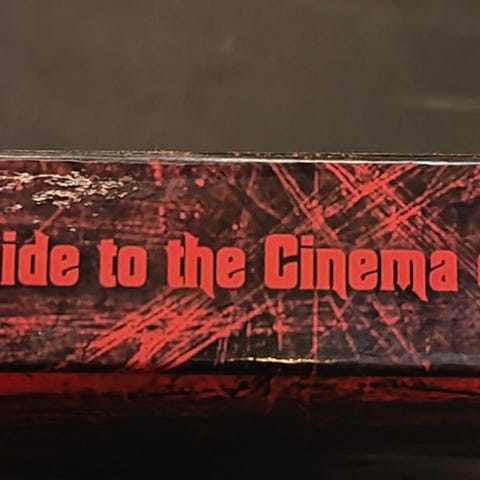 ide to the Cinema